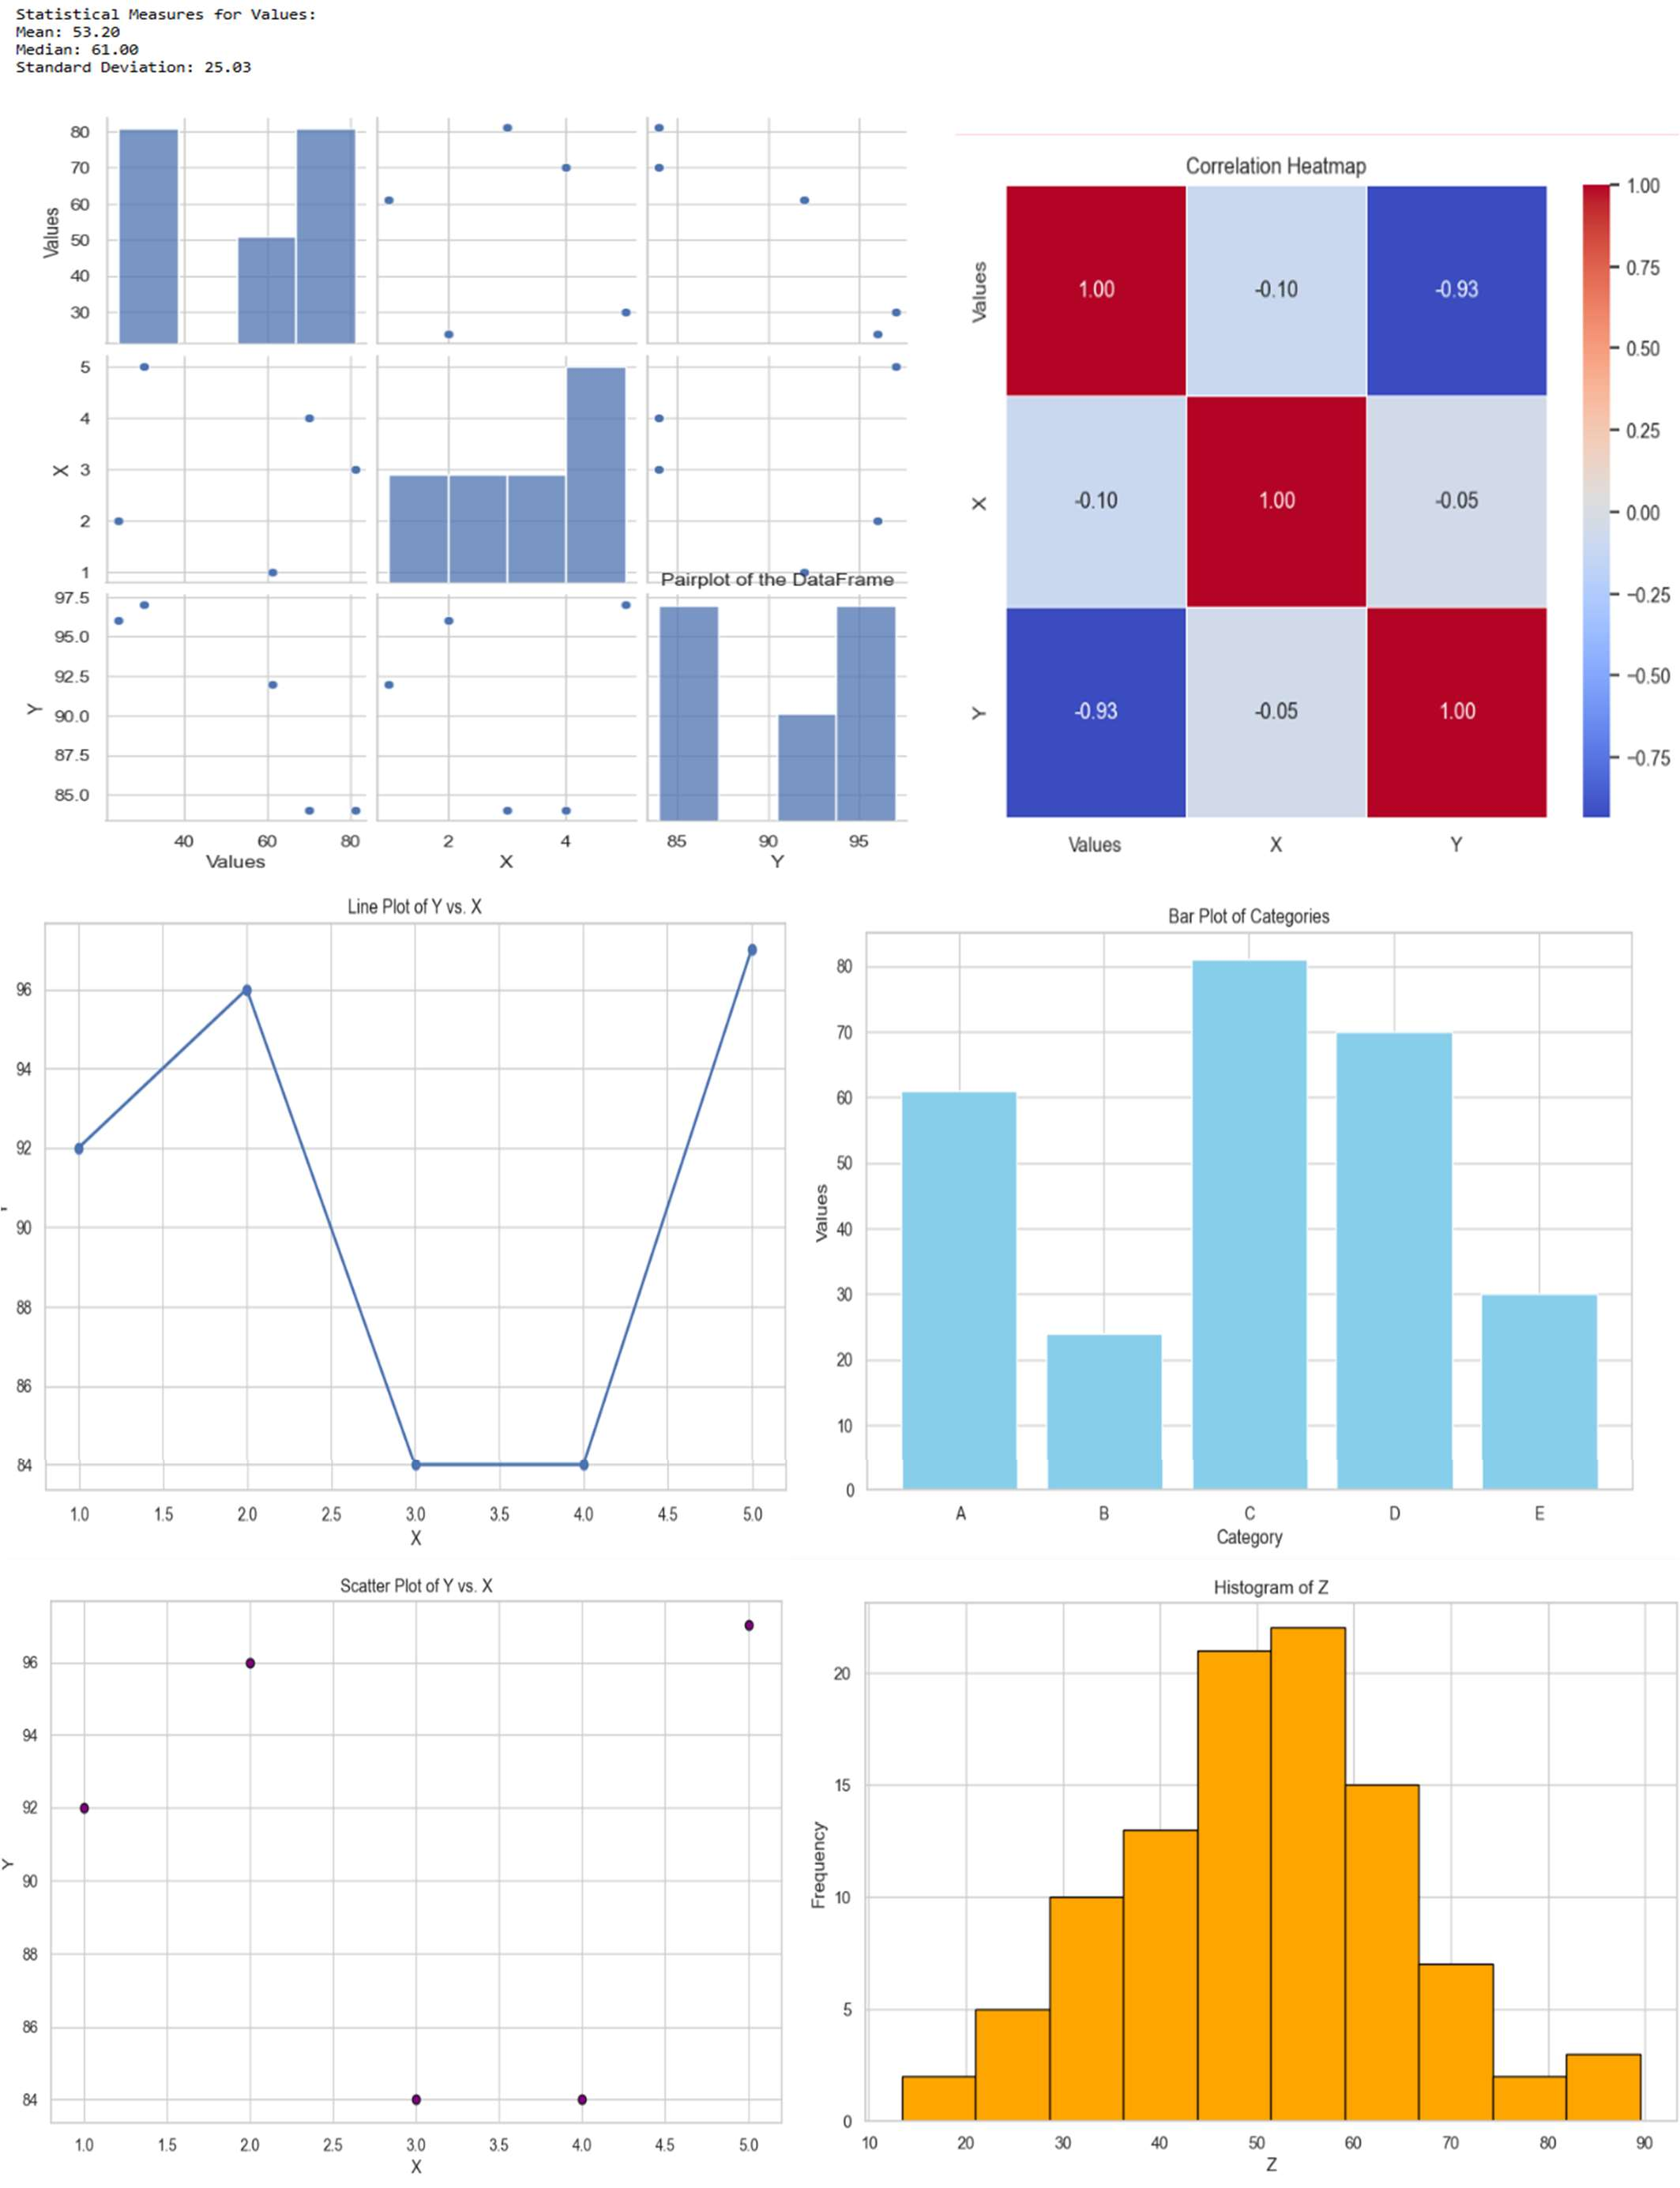 Statistical Measures for Values:
Mean: 53.20
Median: 61.00
Standard Deviation: 25.03
80
70
60
50
40
30
Values
5
4
3
2
1
X
Pairplot of the DataFrame
97.5
95.0
92.5
90.0
87.5
85.0
Y
40 60 80
Values
2 4
X
85 90 95
Y
Correlation Heatmap
Values
X
Y
1.00 -0.10 -0.93
-0.10 1.00 -0.05
-0.93 -0.05 1.00
Values X Y
1.00
0.75
0.50
0.25
0.00
−0.25
−0.50
−0.75
Line Plot of Y vs. X
96
94
92
90
88
86
84
1.0 1.5 2.0 2.5 3.0 3.5 4.0 4.5 5.0
X
Bar Plot of Categories
80
70
60
50
40
30
20
10
0
Values
A B C D E
Category
Scatter Plot of Y vs. X
96
94
92
90
88
86
84
Y
1.0 1.5 2.0 2.5 3.0 3.5 4.0 4.5 5.0
X
Histogram of Z
20
15
10
5
0
Frequency
10 20 30 40 50 60 70 80 90
Z